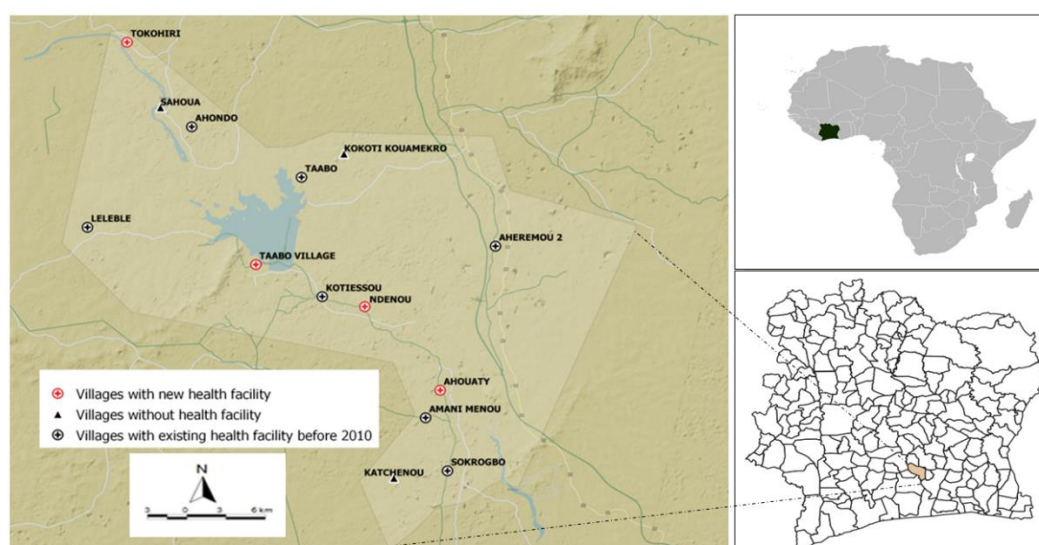 TOKOHIRI
SAHOUA
AHONDO
KOKOTI KOUAMEKRO
TAABO
LELEBLE
AHEREMOU 2
TAABO VILLAGE
KOTIESSOU
NDENOU
AHOUATY
AMANI MENOU
SOKROGBO
KATCHENOU
Villages with new health facility
Villages without health facility
Villages with existing health facility before 2010
N
3 0 3 6 km